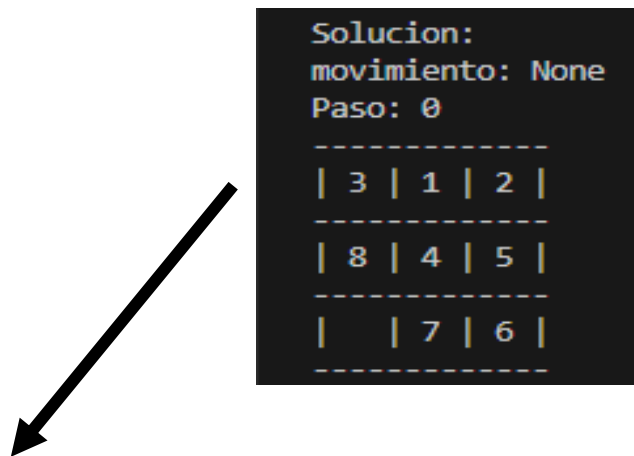 Solucion:
movimiento: None
Paso: 0
-------------
| 3 | 1 | 2 |
-------------
| 8 | 4 | 5 |
-------------
|   | 7 | 6 |
-------------